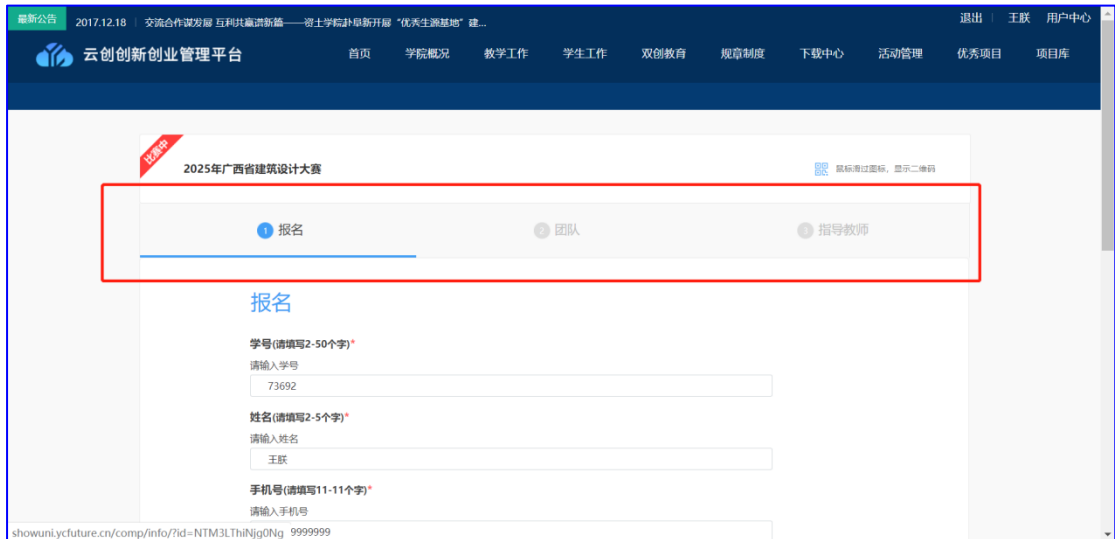 最新公告 2017.12.18 交流合作谋发展 互利共赢谱新篇——资土学院赴阜新开展“优秀生源基地”建... 退出 王朕 用户中心
云创创新创业管理平台 首页 学院概况 教学工作 学生工作 双创教育 规章制度 下载中心 活动管理 优秀项目 项目库
比赛中
2025年广西省建筑设计大赛 鼠标滑过图标，显示二维码
1 报名 2 团队 3 指导教师
报名
学号(请填写2-50个字)*
请输入学号
73692
姓名(请填写2-5个字)*
请输入姓名
王朕
手机号(请填写11-11个字)*
请输入手机号
9999999
showuni.ycfuture.cn/comp/info/?id=NTM3LThiNjg0Ng